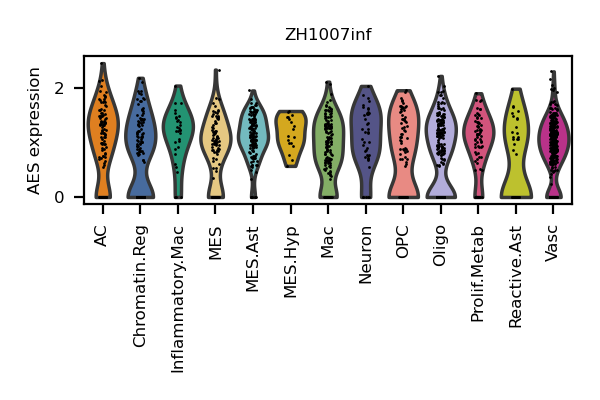 ZH1007inf
AES expression
2
0
AC
Chromatin.Reg
Inflammatory.Mac
MES
MES.Ast
MES.Hyp
Mac
Neuron
OPC
Oligo
Prolif.Metab
Reactive.Ast
Vasc